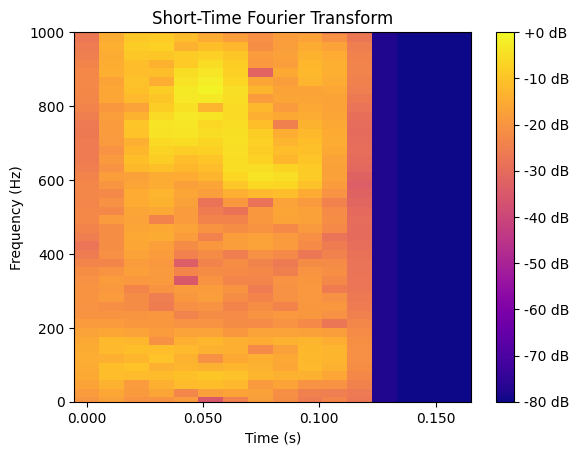 Short-Time Fourier Transform
1000
800
600
400
200
0
Frequency (Hz)
0.000
0.050
0.100
0.150
Time (s)
+0 dB
-10 dB
-20 dB
-30 dB
-40 dB
-50 dB
-60 dB
-70 dB
-80 dB